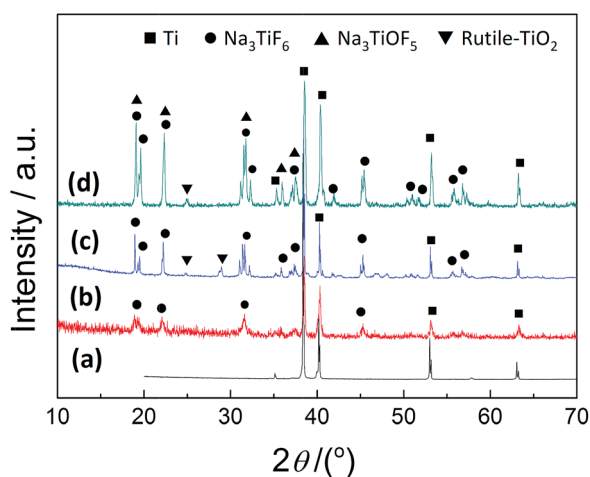 ■ Ti ● Na₃TiF₆ ▲ Na₃TiOF₅ ▼ Rutile-TiO₂
(d)
(c)
(b)
(a)
Intensity / a.u.
10 20 30 40 50 60 70
2θ/(º)